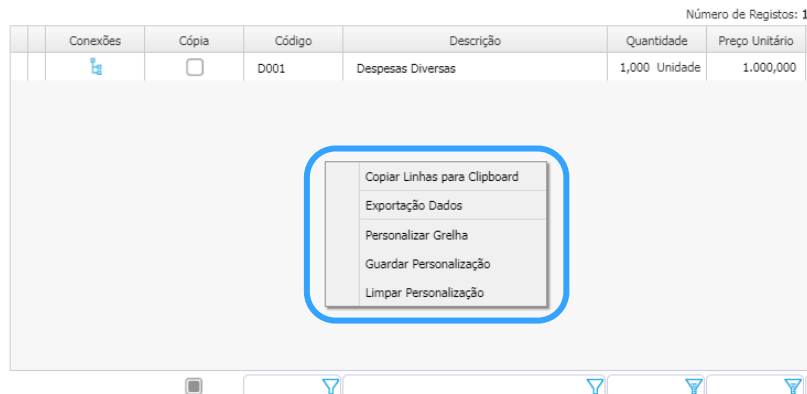 Número de Registos: 1
Conexões Cópia Código Descrição Quantidade Preço Unitário
D001 Despesas Diversas 1,000 Unidade 1.000,000
Copiar Linhas para Clipboard
Exportação Dados
Personalizar Grelha
Guardar Personalização
Limpar Personalização